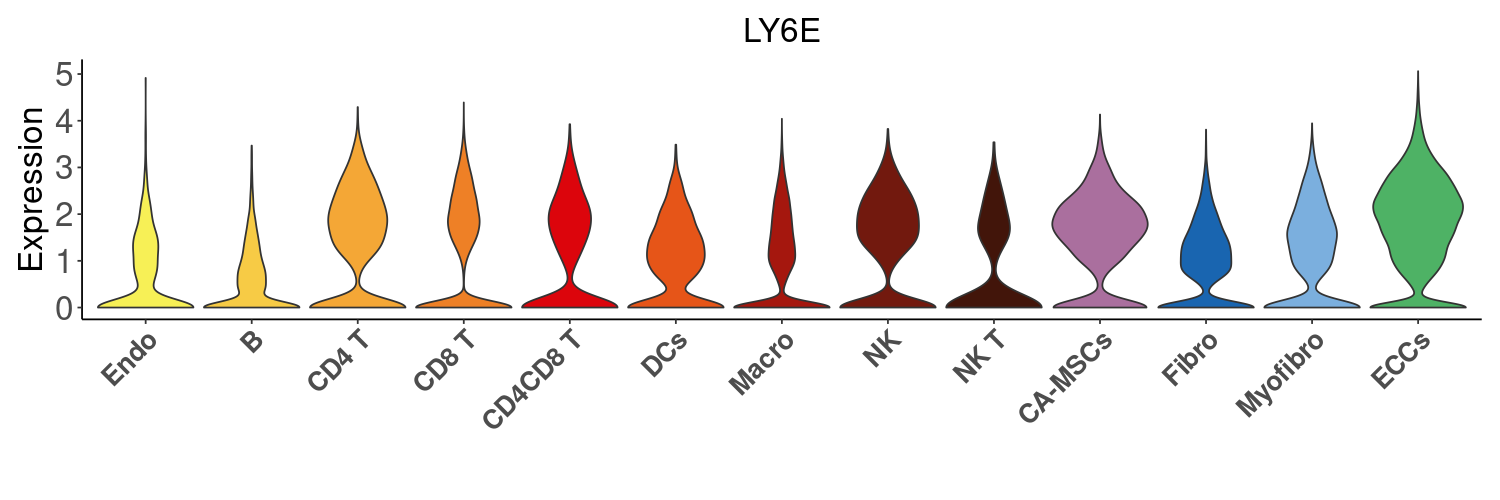 LY6E
Expression
5
4
3
2
1
0
Endo
B
CD4 T
CD8 T
CD4CD8 T
DCs
Macro
NK
NK T
CA-MSCs
Fibro
Myofibro
ECCs